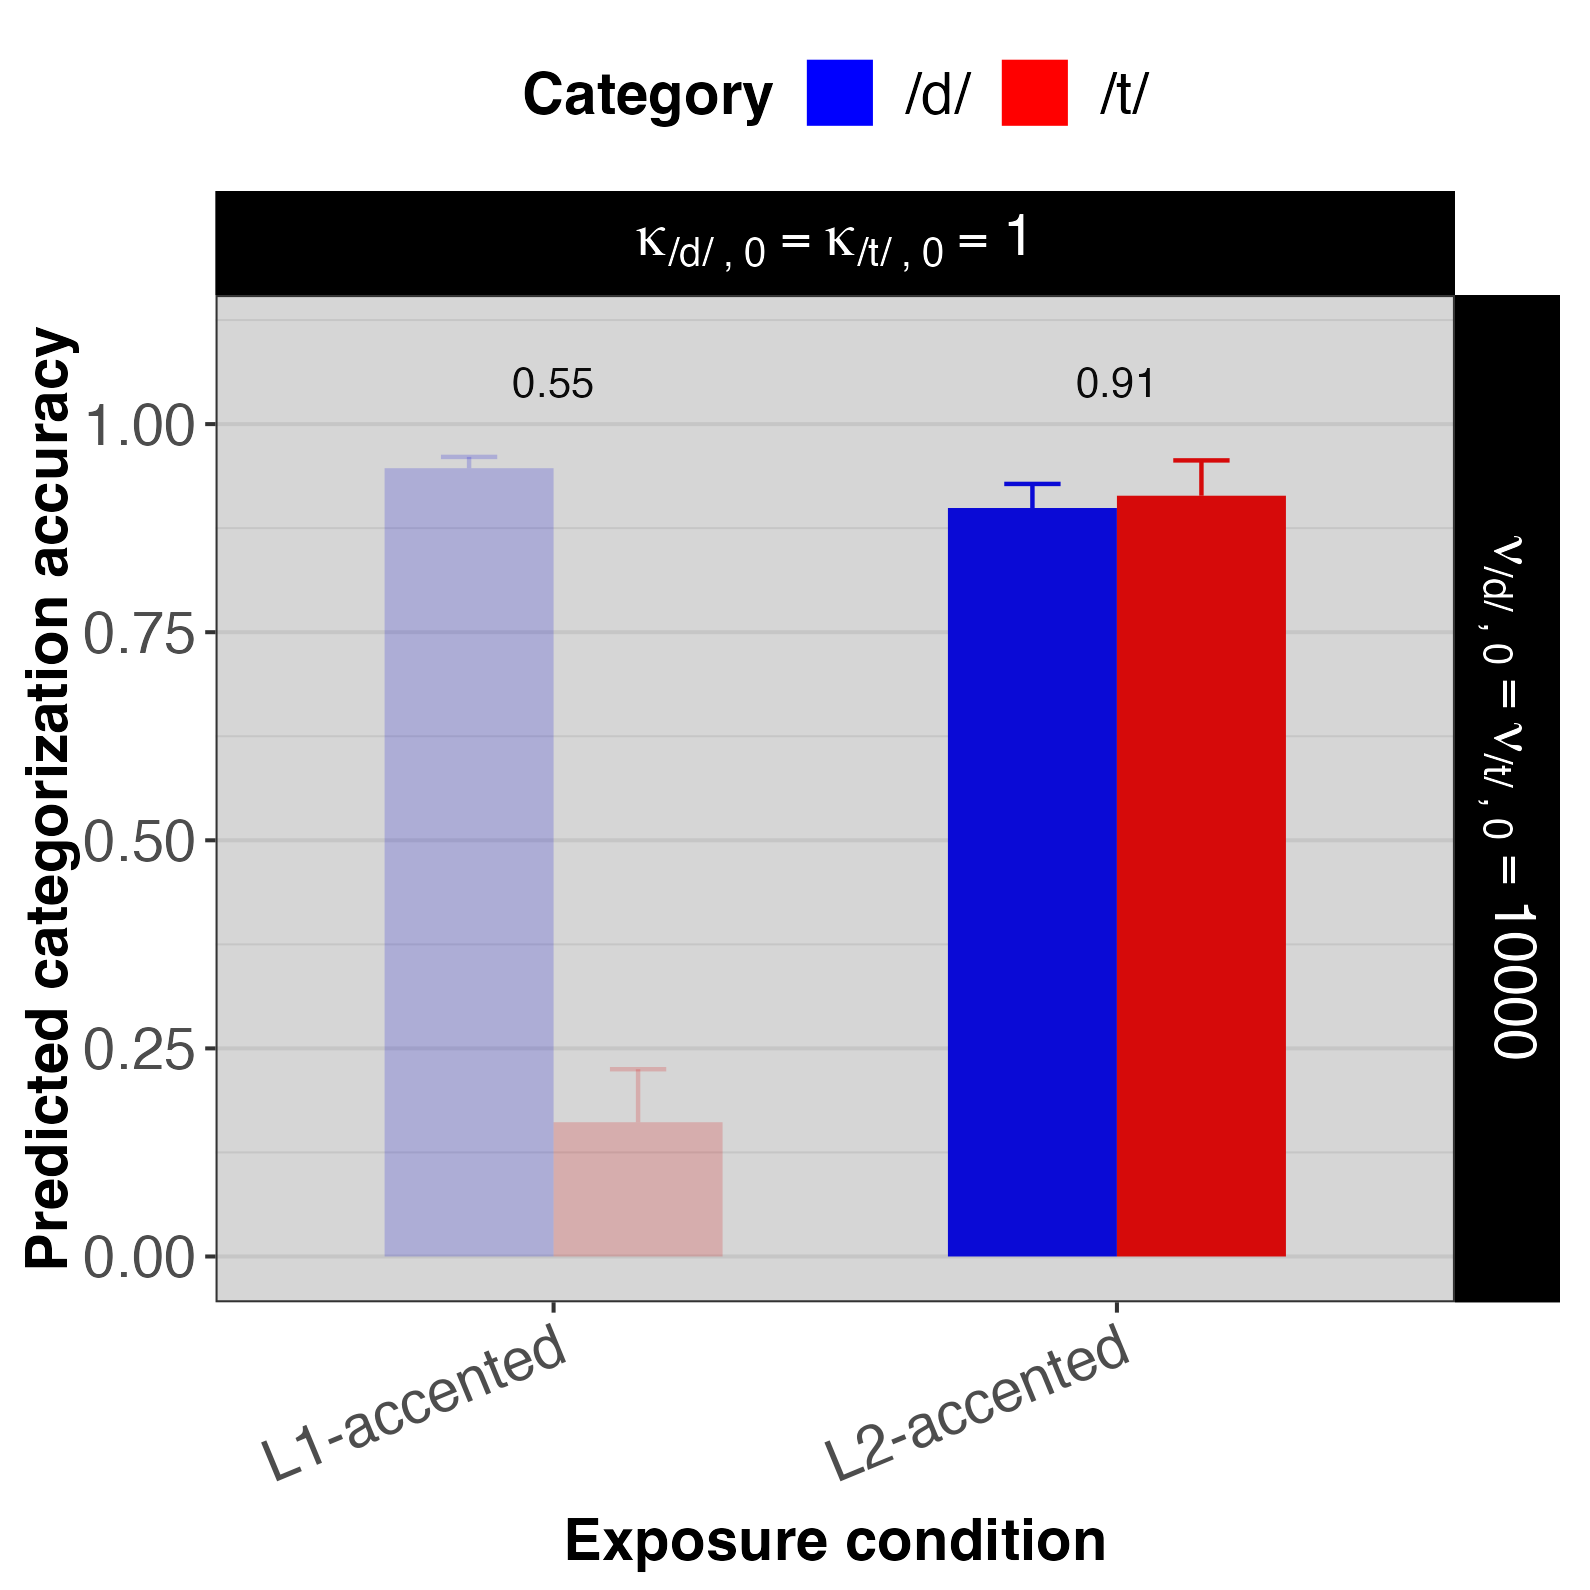 Category /d/ /t/
κ/d/ , 0 = κ/t/ , 0 = 1
0.55 0.91
1.00
0.75
0.50
0.25
0.00
Predicted categorization accuracy
ν/d/ , 0 = ν/t/ , 0 = 10000
L1-accented L2-accented
Exposure condition